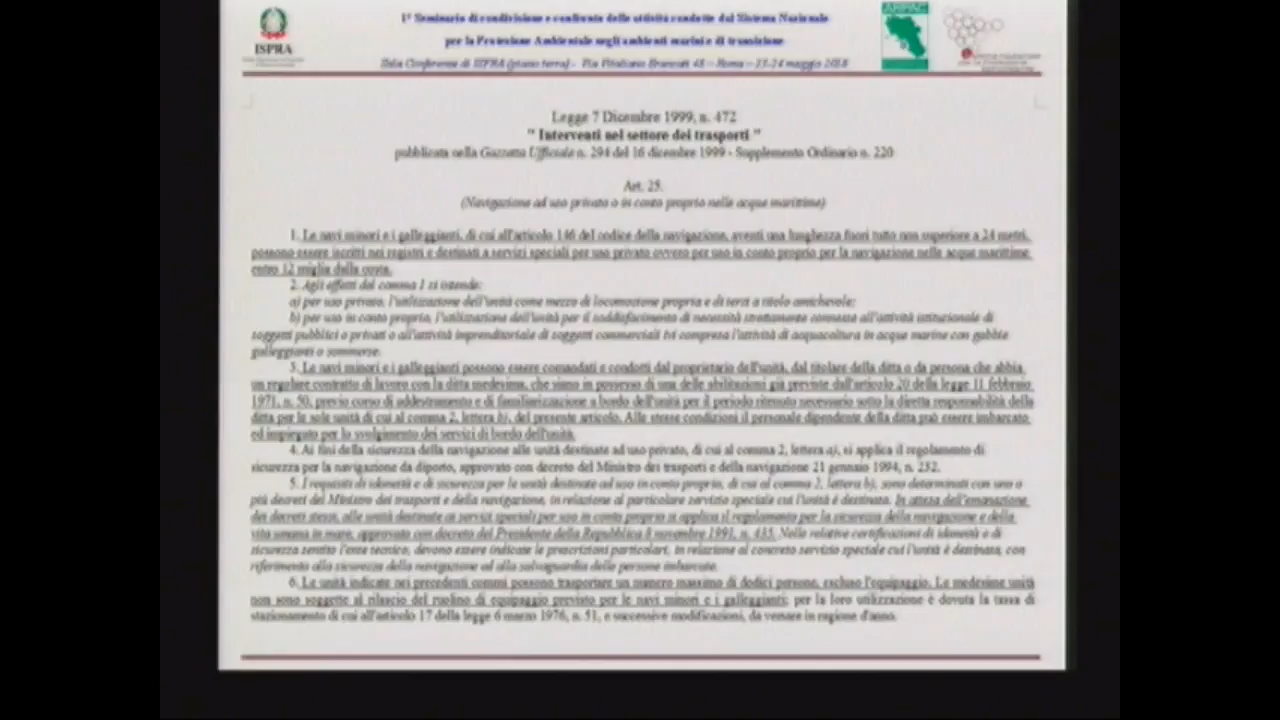 ISPRA
1° Seminario di condivisione e confronto delle attività condotte dal Sistema Nazionale
per la Protezione Ambientale negli ambienti marini e di transizione
Sala Conferenze di ISPRA (piano terra) - Via Vitaliano Brancati 48 – Roma – 23-24 maggio 2018
ARPAC
Legge 7 Dicembre 1999, n. 472
" Interventi nel settore dei trasporti "
pubblicata nella Gazzetta Ufficiale n. 294 del 16 dicembre 1999 - Supplemento Ordinario n. 220
Art. 25.
(Navigazione ad uso privato o in conto proprio nelle acque marittime)
1. Le navi minori e i galleggianti, di cui all'articolo 146 del codice della navigazione, aventi una lunghezza fuori tutto non superiore a 24 metri,
possono essere iscritti nei registri e destinati a servizi speciali per uso privato ovvero per uso in conto proprio per la navigazione nelle acque marittime
entro 12 miglia dalla costa.
2. Agli effetti del comma 1 si intende:
a) per uso privato, l'utilizzazione dell'unità come mezzo di locomozione propria e di terzi a titolo amichevole;
b) per uso in conto proprio, l'utilizzazione dell'unità per il soddisfacimento di necessità strettamente connesse all'attività istituzionale di
soggetti pubblici o privati o all'attività imprenditoriale di soggetti commerciali ivi compresa l'attività di acquacoltura in acque marine con gabbie
galleggianti o sommerse.
3. Le navi minori e i galleggianti possono essere comandati e condotti dal proprietario dell'unità, dal titolare della ditta o da persona che abbia
un regolare contratto di lavoro con la ditta medesima, che siano in possesso di una delle abilitazioni già previste dall'articolo 20 della legge 11 febbraio
1971, n. 50, previo corso di addestramento e di familiarizzazione a bordo dell'unità per il periodo ritenuto necessario sotto la diretta responsabilità della
ditta per le sole unità di cui al comma 2, lettera b), del presente articolo. Alle stesse condizioni il personale dipendente della ditta può essere imbarcato
ed impiegato per lo svolgimento dei servizi di bordo dell'unità.
4. Ai fini della sicurezza della navigazione alle unità destinate ad uso privato, di cui al comma 2, lettera a), si applica il regolamento di
sicurezza per la navigazione da diporto, approvato con decreto del Ministro dei trasporti e della navigazione 21 gennaio 1994, n. 232.
5. I requisiti di idoneità e di sicurezza per le unità destinate ad uso in conto proprio, di cui al comma 2, lettera b), sono determinati con uno o
più decreti del Ministro dei trasporti e della navigazione, in relazione al particolare servizio speciale cui l'unità è destinata. In attesa dell'emanazione
dei decreti stessi, alle unità destinate ai servizi speciali per uso in conto proprio si applica il regolamento per la sicurezza della navigazione e della
vita umana in mare, approvato con decreto del Presidente della Repubblica 8 novembre 1991, n. 435. Nelle relative certificazioni di idoneità e di
sicurezza sentito l'ente tecnico, devono essere indicate le prescrizioni particolari, in relazione al concreto servizio speciale cui l'unità è destinata, con
riferimento alla sicurezza della navigazione ed alla salvaguardia delle persone imbarcate.
6. Le unità indicate nei precedenti commi possono trasportare un numero massimo di dodici persone, escluso l'equipaggio. Le medesime unità
non sono soggette al rilascio del ruolino di equipaggio previsto per le navi minori e i galleggianti; per la loro utilizzazione è dovuta la tassa di
stazionamento di cui all'articolo 17 della legge 6 marzo 1976, n. 51, e successive modificazioni, da versare in ragione d'anno.